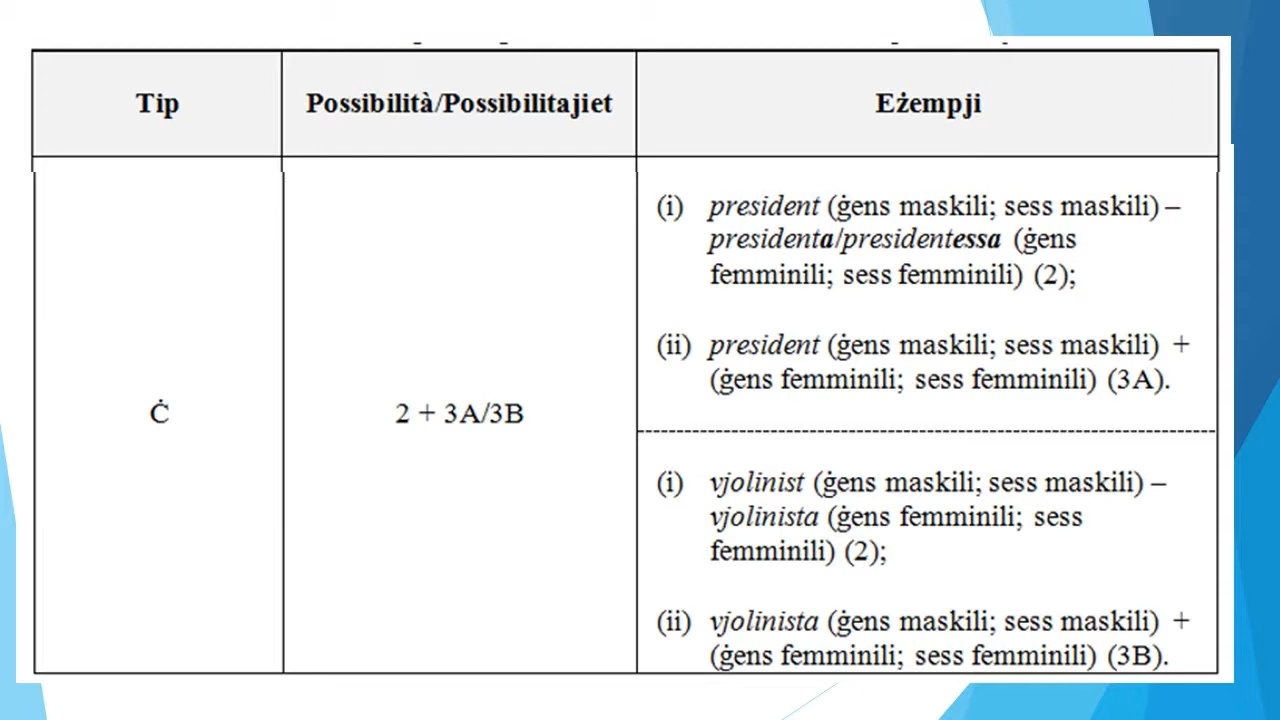 Tip
Possibilità/Possibilitajiet
Eżempji
Ċ
2 + 3A/3B
(i) president (ġens maskili; sess maskili) –
presidenta/presidentessa (ġens
femminili; sess femminili) (2);
(ii) president (ġens maskili; sess maskili) +
(ġens femminili; sess femminili) (3A).
(i) vjolinist (ġens maskili; sess maskili) –
vjolinista (ġens femminili; sess
femminili) (2);
(ii) vjolinista (ġens maskili; sess maskili) +
(ġens femminili; sess femminili) (3B).